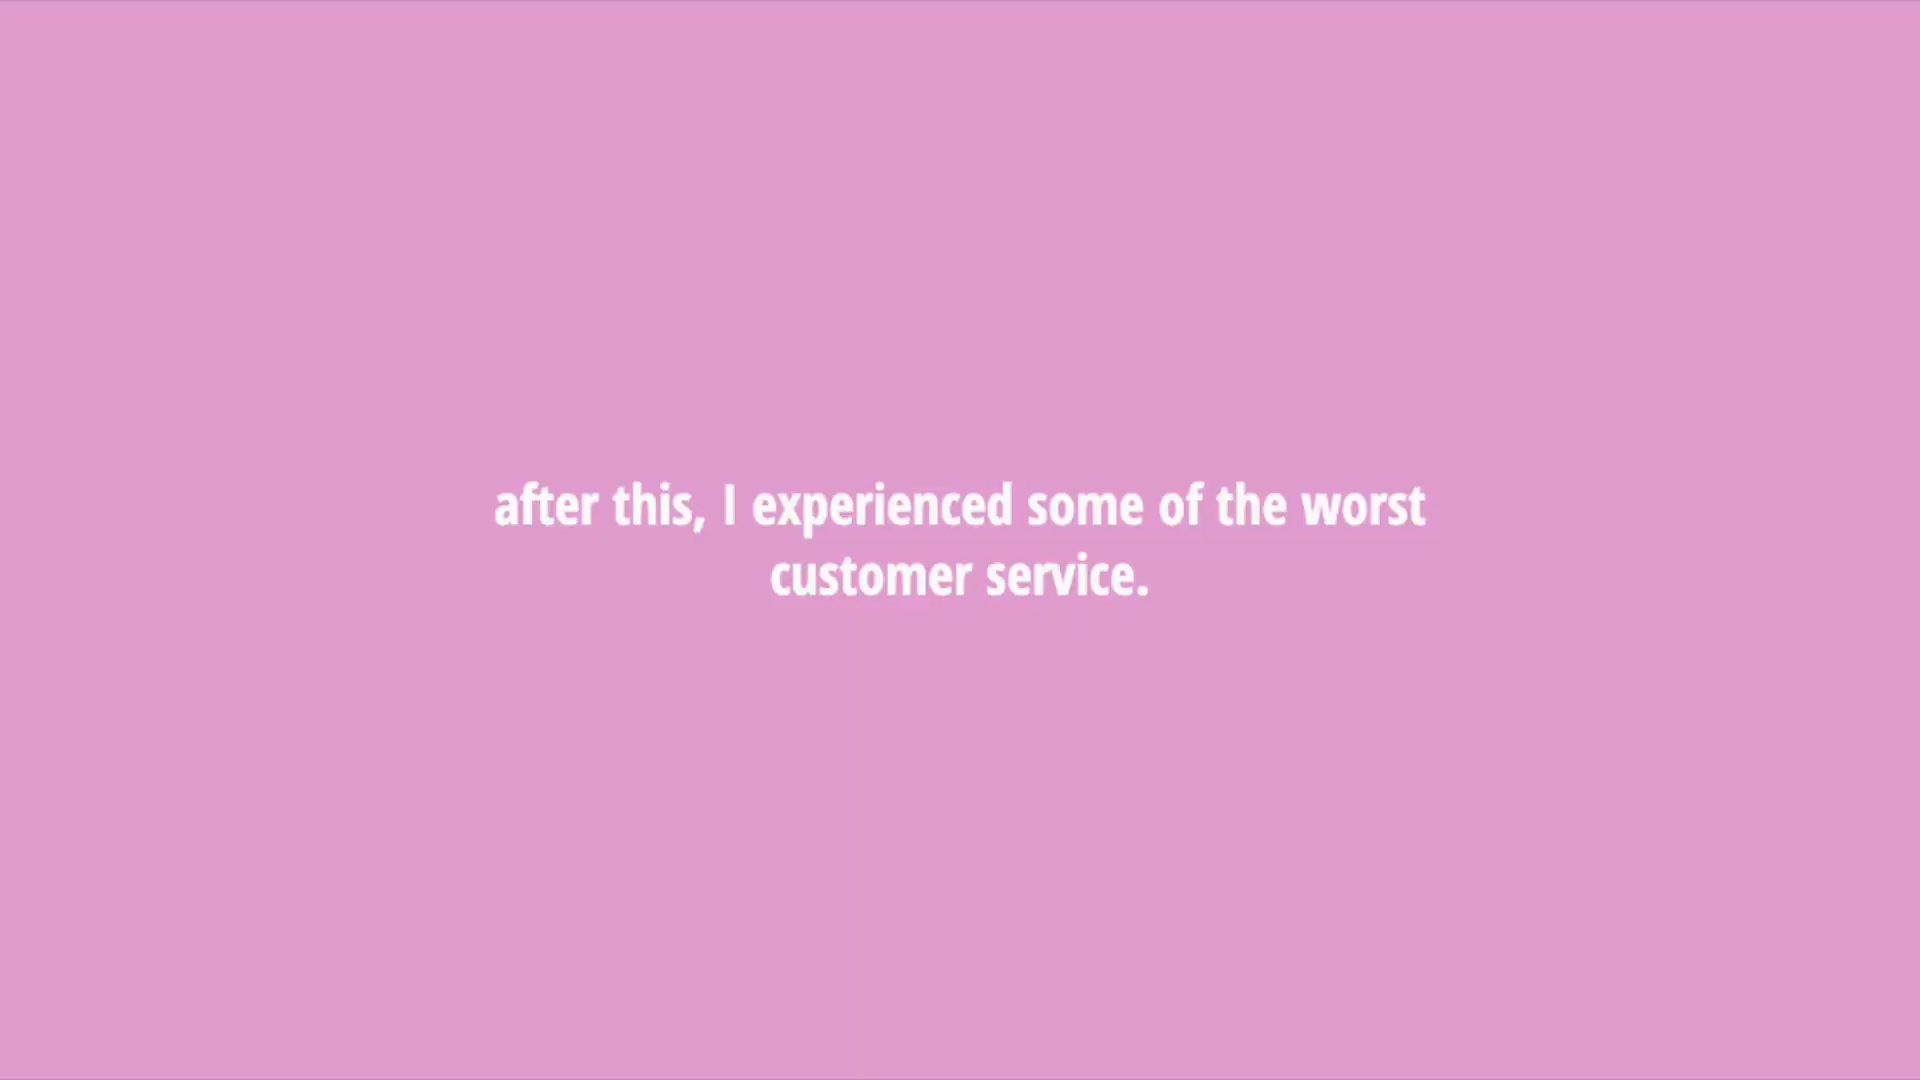 after this, I experienced some of the worst
customer service.